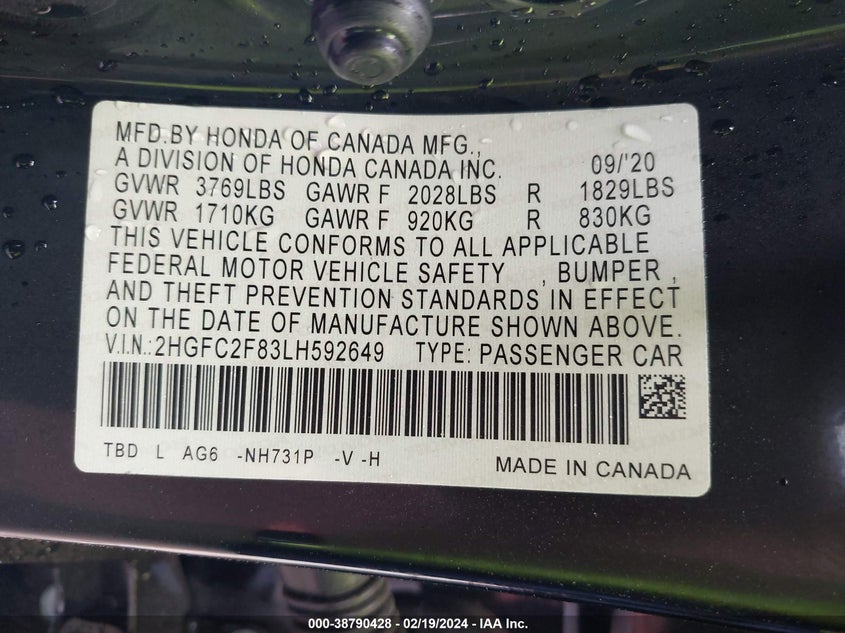 MFD.BY HONDA OF CANADA MFG.,
A DIVISION OF HONDA CANADA INC. 09/'20
GVWR 3769LBS GAWR F 2028LBS R 1829LBS
GVWR 1710KG GAWR F 920KG R 830KG
THIS VEHICLE CONFORMS TO ALL APPLICABLE
FEDERAL MOTOR VEHICLE SAFETY , BUMPER ,
AND THEFT PREVENTION STANDARDS IN EFFECT
ON THE DATE OF MANUFACTURE SHOWN ABOVE.
V.I.N.:2HGFC2F83LH592649 TYPE: PASSENGER CAR
TBD L AG6 -NH731P -V -H MADE IN CANADA
000-38790428 - 02/19/2024 - IAA Inc.